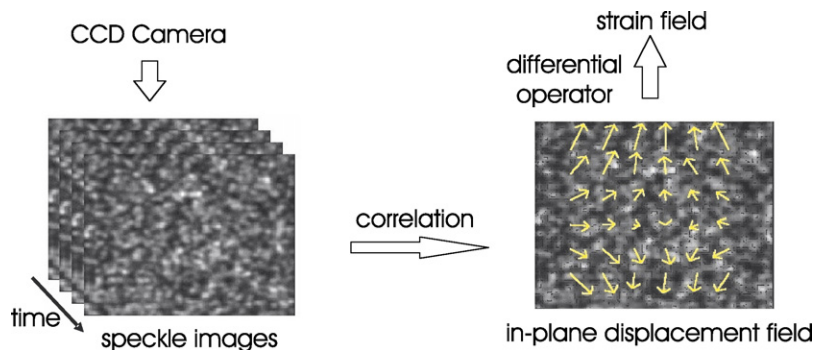 CCD Camera
time
speckle images
correlation
strain field
differential
operator
in-plane displacement field